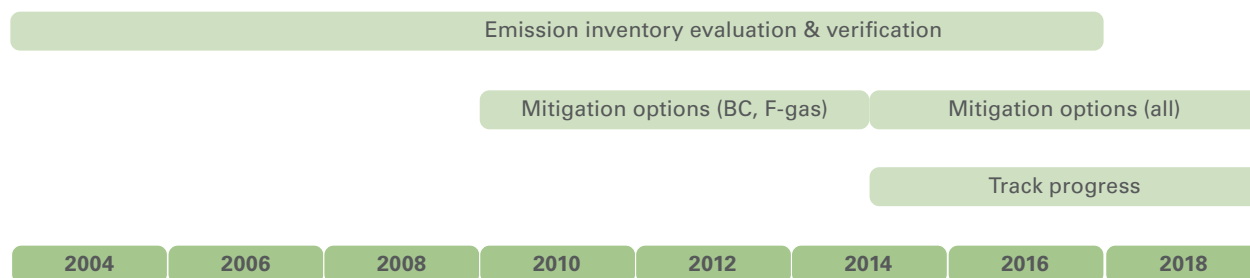 Emission inventory evaluation & verification
Mitigation options (BC, F-gas) Mitigation options (all)
Track progress
2004 2006 2008 2010 2012 2014 2016 2018